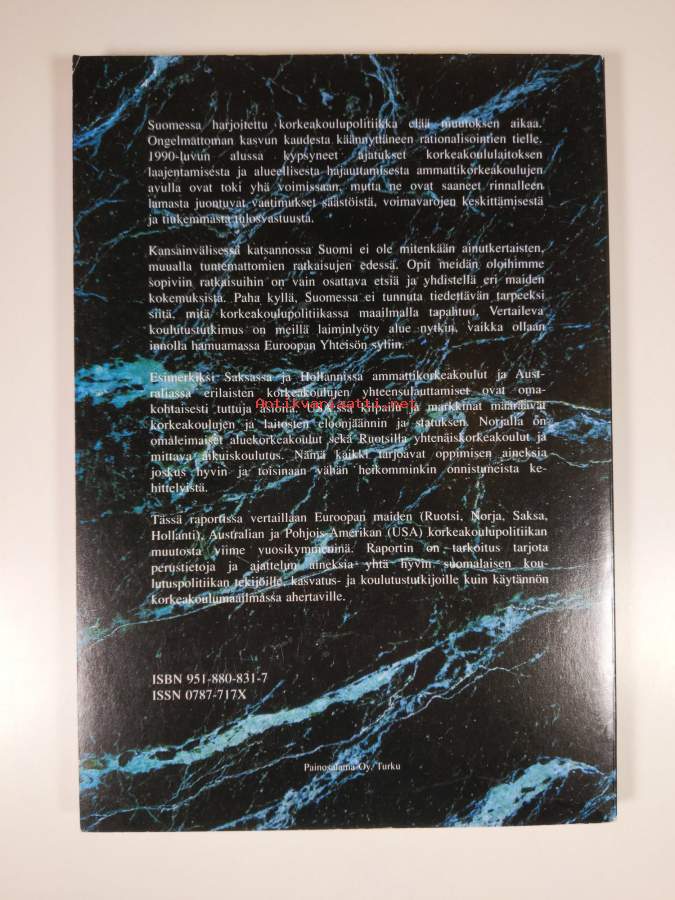 Suomessa harjoitettu korkeakoulupolitiikka elää muutoksen aikaa.
Ongelmattoman kasvun kaudesta käännyttäneen rationalisointien tielle.
1990-luvun alussa kypsyneet ajatukset korkeakoululaitoksen
laajentamisesta ja alueellisesta hajauttamisesta ammattikorkeakoulujen
avulla ovat toki yhä voimissaan, mutta ne ovat saaneet rinnalleen
lamasta juontuvat vaatimukset säästöistä, voimavarojen keskittämisestä
ja tiukemmasta tulosvastuusta.
Kansainvälisessä katsannossa Suomi ei ole mitenkään ainutkertaisten,
muualla tuntemattomien ratkaisujen edessä. Opit meidän oloihimme
sopiviin ratkaisuihin on vain osattava etsiä ja yhdistellä eri maiden
kokemuksista. Paha kyllä, Suomessa ei tunnuta tiedettävän tarpeeksi
siitä, mitä korkeakoulupolitiikassa maailmalla tapahtuu. Vertaileva
koulutustutkimus on meillä laiminlyöty alue nytkin, vaikka ollaan
innolla hamuamassa Euroopan Yhteisön syliin.
Esimerkiksi Saksassa ja Hollannissa ammattikorkeakoulut ja Aust-
raliassa erilaisten korkeakoulujen yhteensulauttamiset ovat oma-
kohtaisesti tuttuja asioita. USA:ssa kilpailu ja markkinat määräävät
korkeakoulujen ja laitosten eloonjäännin ja statuksen. Norjalla on
omaleimaiset aluekorkeakoulut sekä Ruotsilla yhtenäiskorkeakoulut ja
mittava aikuiskoulutus. Nämä kaikki tarjoavat oppimisen aineksia
joskus hyvin ja toisinaan vähän heikomminkin onnistuneista ke-
hittelyistä.
Tässä raportissa vertaillaan Euroopan maiden (Ruotsi, Norja, Saksa,
Hollanti), Australian ja Pohjois-Amerikan (USA) korkeakoulupolitiikan
muutosta viime vuosikymmeninä. Raportin on tarkoitus tarjota
perustietoja ja ajattelun aineksia yhtä hyvin suomalaisen kou-
lutuspolitiikan tekijöille, kasvatus- ja koulutustutkijoille kuin käytännön
korkeakoulumaailmassa ahertaville.
ISBN 951-880-831-7
ISSN 0787-717X
Painosalama Oy, Turku
Antikvariaatti.net